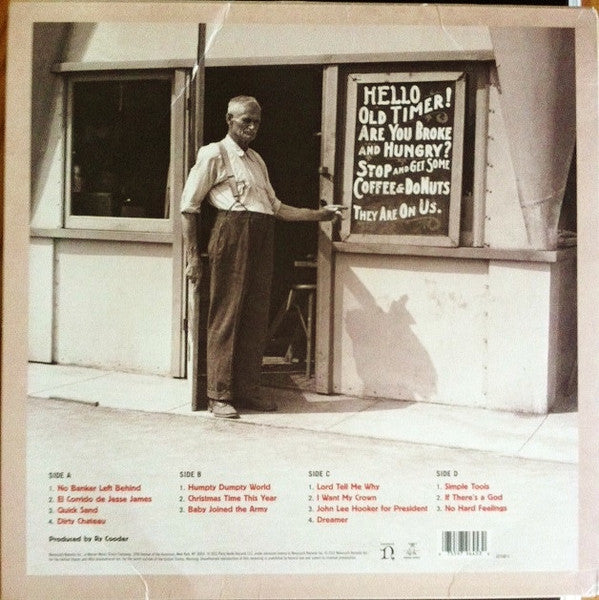 HELLO
OLD TIMER!
ARE YOU BROKE
AND HUNGRY?
STOP AND GET SOME
COFFEE & DONUTS
THEY ARE ON US.
SIDE A
1. No Banker Left Behind
2. El Corrido de Jesse James
3. Quick Sand
4. Dirty Chateau
SIDE B
1. Humpty Dumpty World
2. Christmas Time This Year
3. Baby Joined the Army
SIDE C
1. Lord Tell Me Why
2. I Want My Crown
3. John Lee Hooker for President
4. Dreamer
SIDE D
1. Simple Tools
2. If There's a God
3. No Hard Feelings
Produced by Ry Cooder